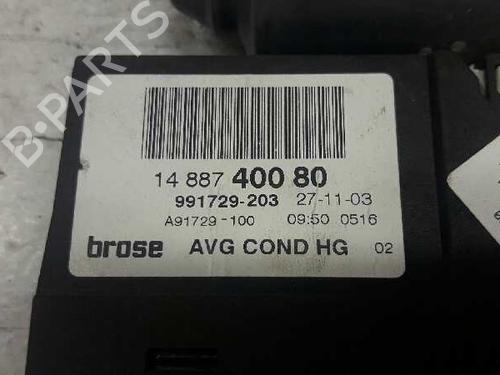 B-PARTS
14 887 400 80
991729-203 27-11-03
A91729-100 09:50 0516
brose AVG COND HG 02